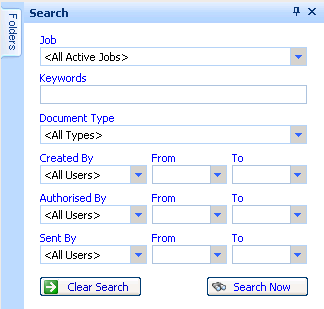 Folders
Search
Job
<All Active Jobs>
Keywords
Document Type
<All Types>
Created By From To
<All Users>
Authorised By From To
<All Users>
Sent By From To
<All Users>
Clear Search Search Now